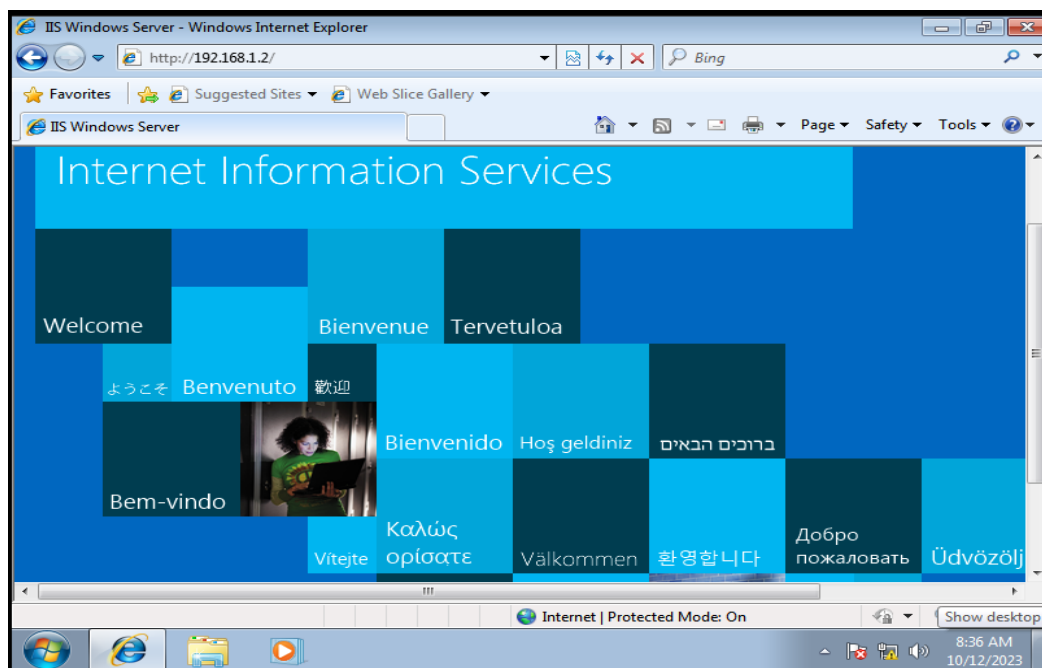 IIS Windows Server - Windows Internet Explorer
http://192.168.1.2/
Bing
Favorites
Suggested Sites
Web Slice Gallery
IIS Windows Server
Page
Safety
Tools
Internet Information Services
Welcome
Bienvenue
Tervetuloa
ようこそ
Benvenuto
歡迎
Bienvenido
Hoş geldiniz
ברוכים הבאים
Bem-vindo
Vítejte
Καλώς
ορίσατε
Välkommen
환영합니다
Добро
пожаловать
Üdvözölj
Internet | Protected Mode: On
Show desktop
8:36 AM
10/12/2023